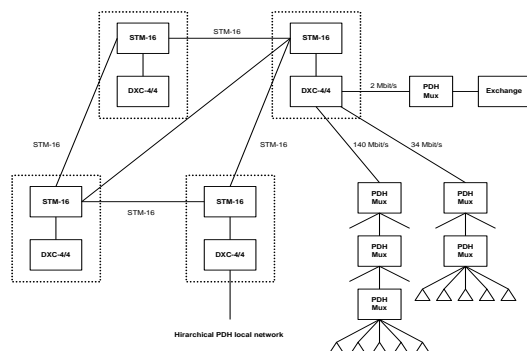 STM-16
STM-16
STM-16
DXC-4/4
DXC-4/4
2 Mbit/s
PDH
Mux
Exchange
STM-16
STM-16
140 Mbit/s
34 Mbit/s
STM-16
STM-16
STM-16
DXC-4/4
DXC-4/4
PDH
Mux
PDH
Mux
PDH
Mux
PDH
Mux
PDH
Mux
Hirarchical PDH local network